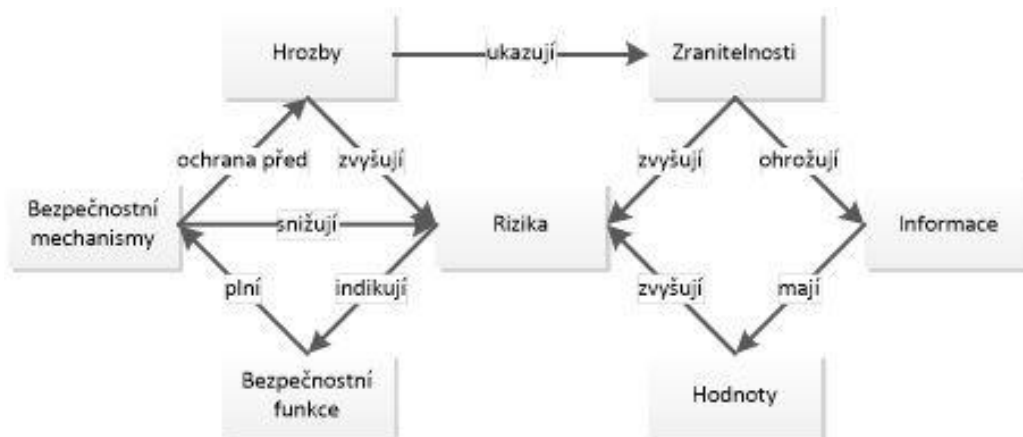 Hrozby
ukazují
Zranitelnosti
ochrana před
zvyšují
zvyšují
ohrožují
Bezpečnostní
mechanismy
snižují
Rizika
Informace
plní
indikují
zvyšují
mají
Bezpečnostní
funkce
Hodnoty